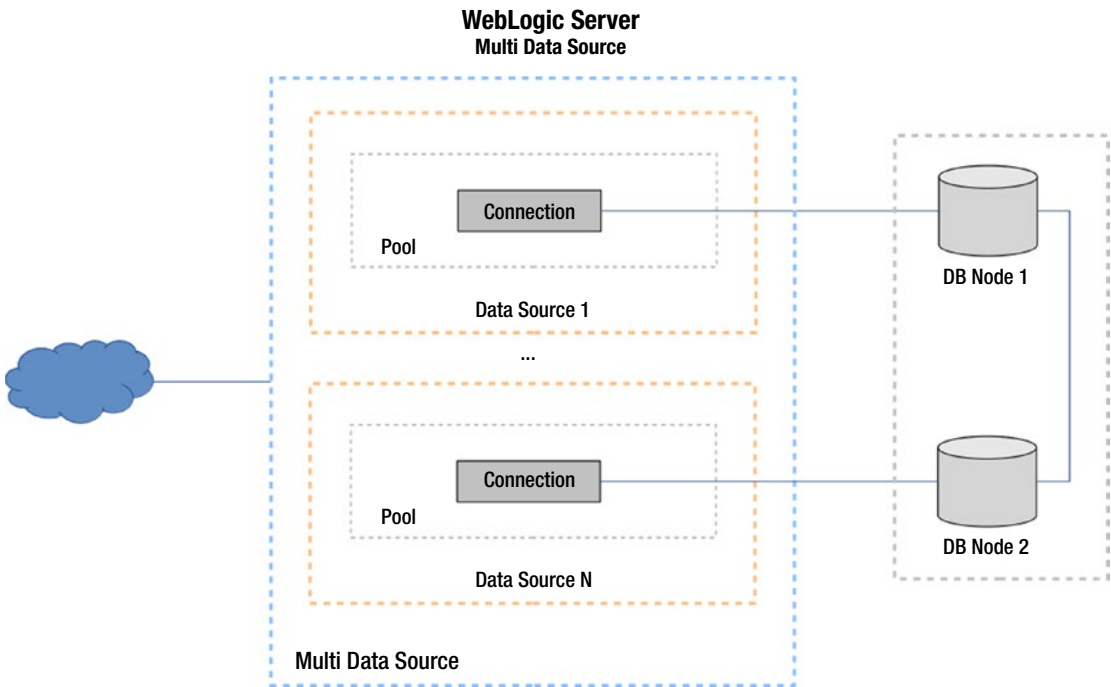 WebLogic Server
Multi Data Source
Connection
Pool
Data Source 1
DB Node 1
...
Connection
Pool
Data Source N
DB Node 2
Multi Data Source